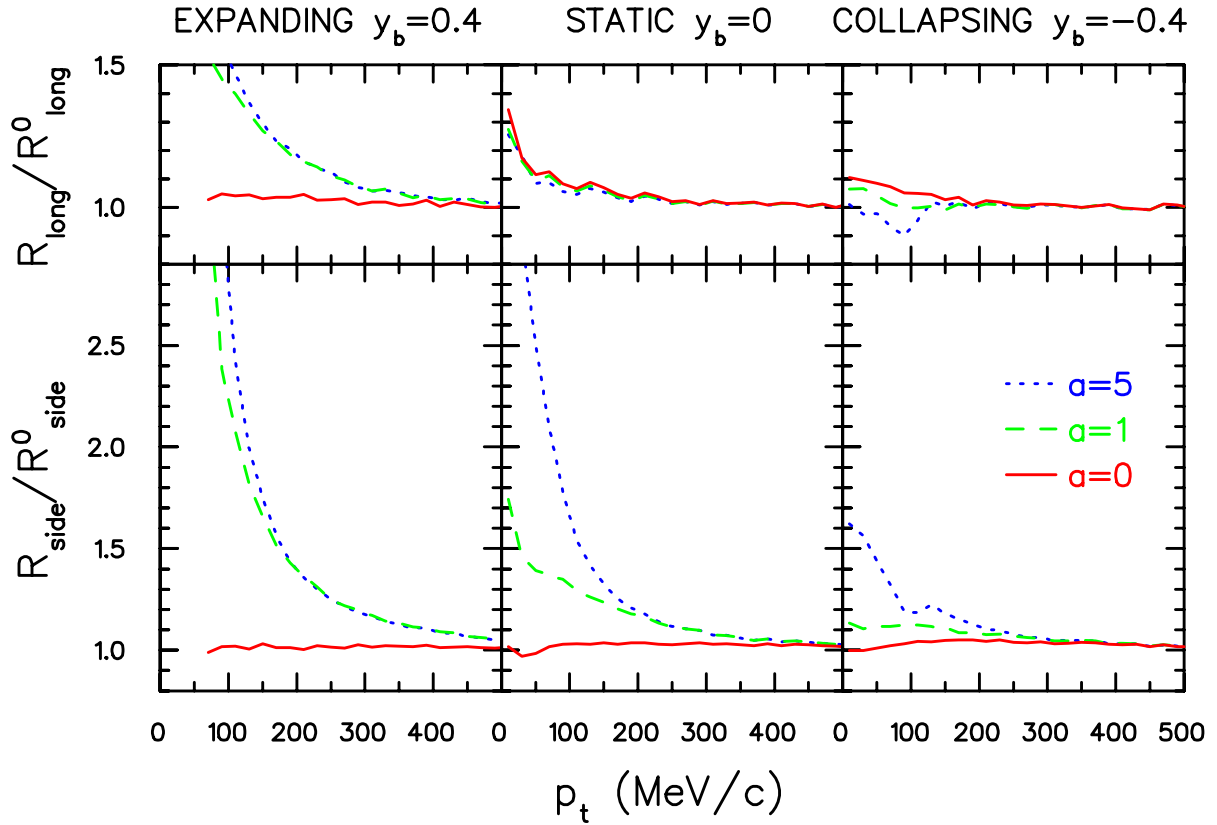 EXPANDING y_b=0.4 STATIC y_b=0 COLLAPSING y_b=−0.4
R_long/R^0_long
1.5
1.0
R_side/R^0_side
2.5
2.0
1.5
1.0
a=5
a=1
a=0
0 100 200 300 400 0 100 200 300 400 0 100 200 300 400 500
p_t (MeV/c)